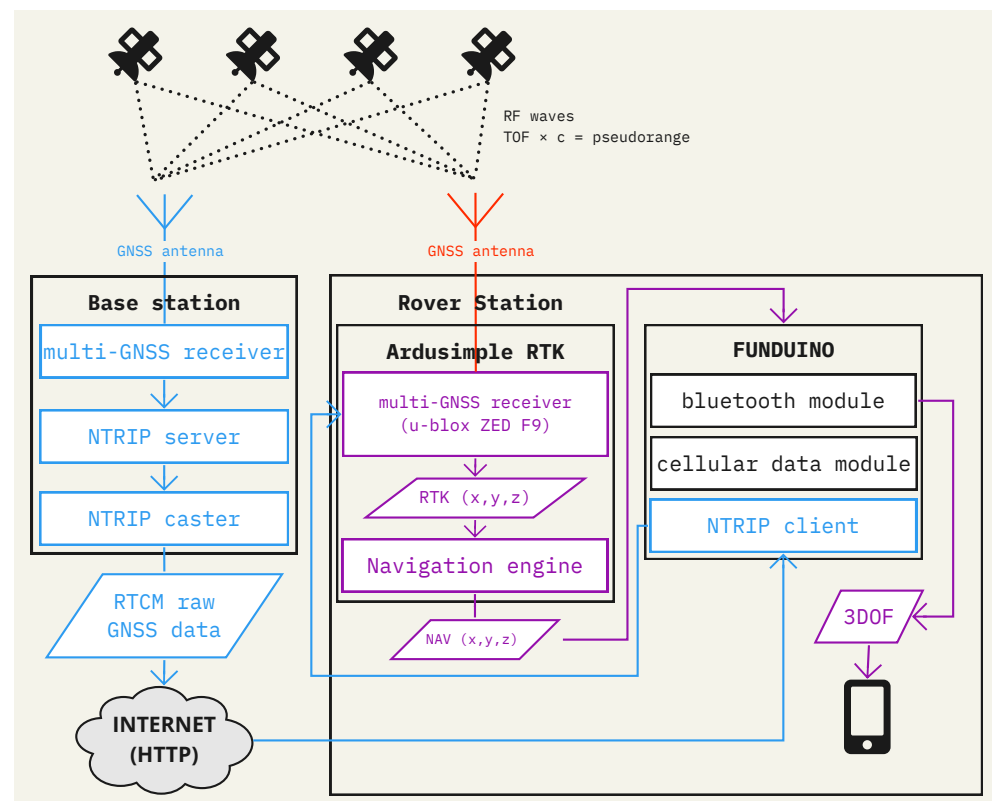 RF waves
TOF × c = pseudorange
GNSS antenna
GNSS antenna
Base station
multi-GNSS receiver
NTRIP server
NTRIP caster
RTCM raw
GNSS data
INTERNET
(HTTP)
Rover Station
Ardusimple RTK
multi-GNSS receiver
(u-blox ZED F9)
RTK (x,y,z)
Navigation engine
NAV (x,y,z)
FUNDUINO
bluetooth module
cellular data module
NTRIP client
3DOF